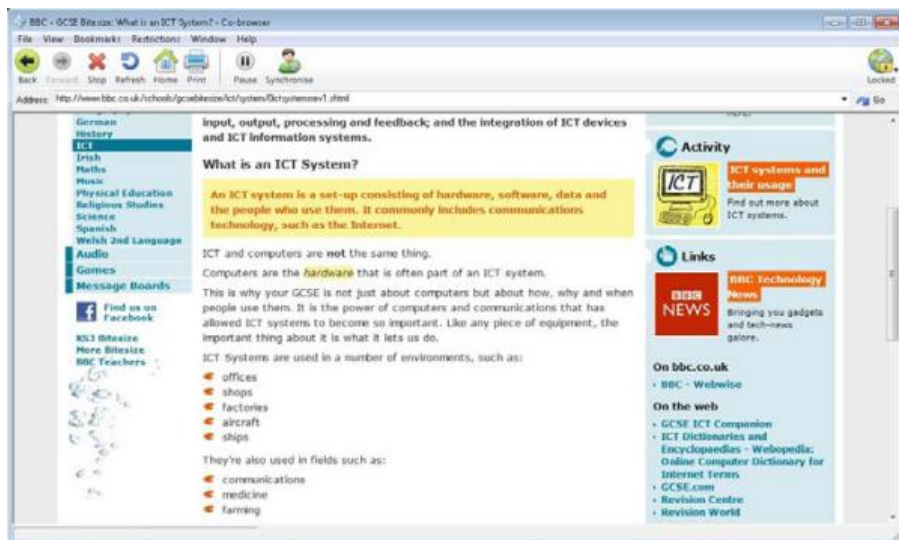 BBC - GCSE Bitesize: What is an ICT System? - Co-browser
File View Bookmarks Restrictions Window Help
Back Forward Stop Refresh Home Print Pause Synchronise Locked
Address: http://www.bbc.co.uk/schools/gcsebitesize/ict/system/0ictsystemsrev1.shtml Go
German
History
ICT
Irish
Maths
Music
Physical Education
Religious Studies
Science
Spanish
Welsh 2nd Language
Audio
Games
Message Boards
Find us on
Facebook
KS3 Bitesize
More Bitesize
BBC Teachers
input, output, processing and feedback; and the integration of ICT devices
and ICT information systems.
What is an ICT System?
An ICT system is a set-up consisting of hardware, software, data and
the people who use them. It commonly includes communications
technology, such as the Internet.
ICT and computers are not the same thing.
Computers are the hardware that is often part of an ICT system.
This is why your GCSE is not just about computers but about how, why and when
people use them. It is the power of computers and communications that has
allowed ICT systems to become so important. Like any piece of equipment, the
important thing about it is what it lets us do.
ICT Systems are used in a number of environments, such as:
offices
shops
factories
aircraft
ships
They're also used in fields such as:
communications
medicine
farming
Activity
ICT
ICT systems and
their usage
Find out more about
ICT systems.
Links
BBC
NEWS
BBC Technology
News
Bringing you gadgets
and tech-news
galore.
On bbc.co.uk
BBC - Webwise
On the web
GCSE ICT Companion
ICT Dictionaries and
Encyclopaedias - Webopedia:
Online Computer Dictionary for
Internet Terms
GCSE.com
Revision Centre
Revision World